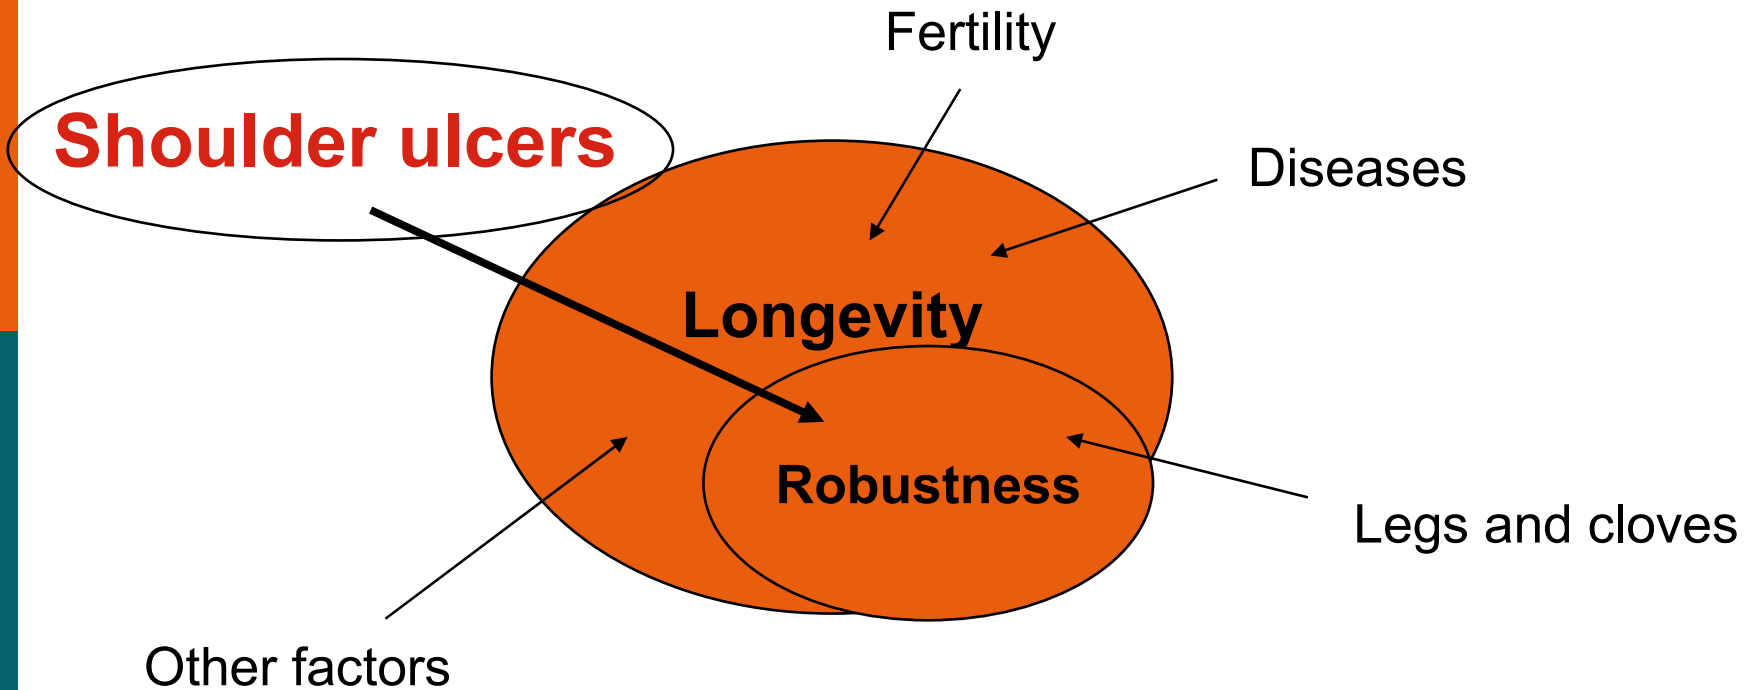 Fertility
Shoulder ulcers
Diseases
Longevity
Robustness
Legs and cloves
Other factors